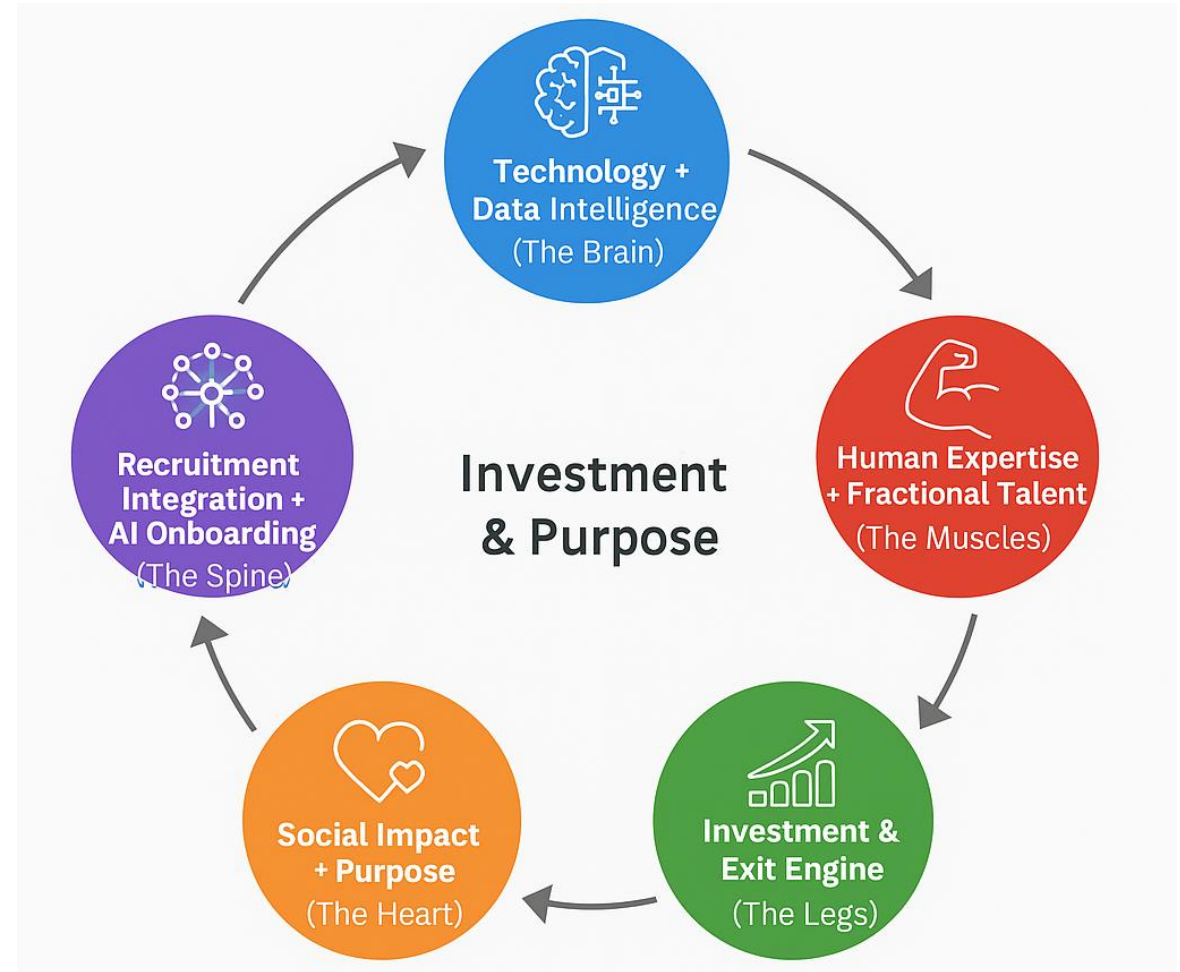 Technology +
Data Intelligence
(The Brain)
Human Expertise
+ Fractional Talent
(The Muscles)
Investment &
Exit Engine
(The Legs)
Social Impact
+ Purpose
(The Heart)
Recruitment
Integration +
AI Onboarding
(The Spine)
Investment
& Purpose